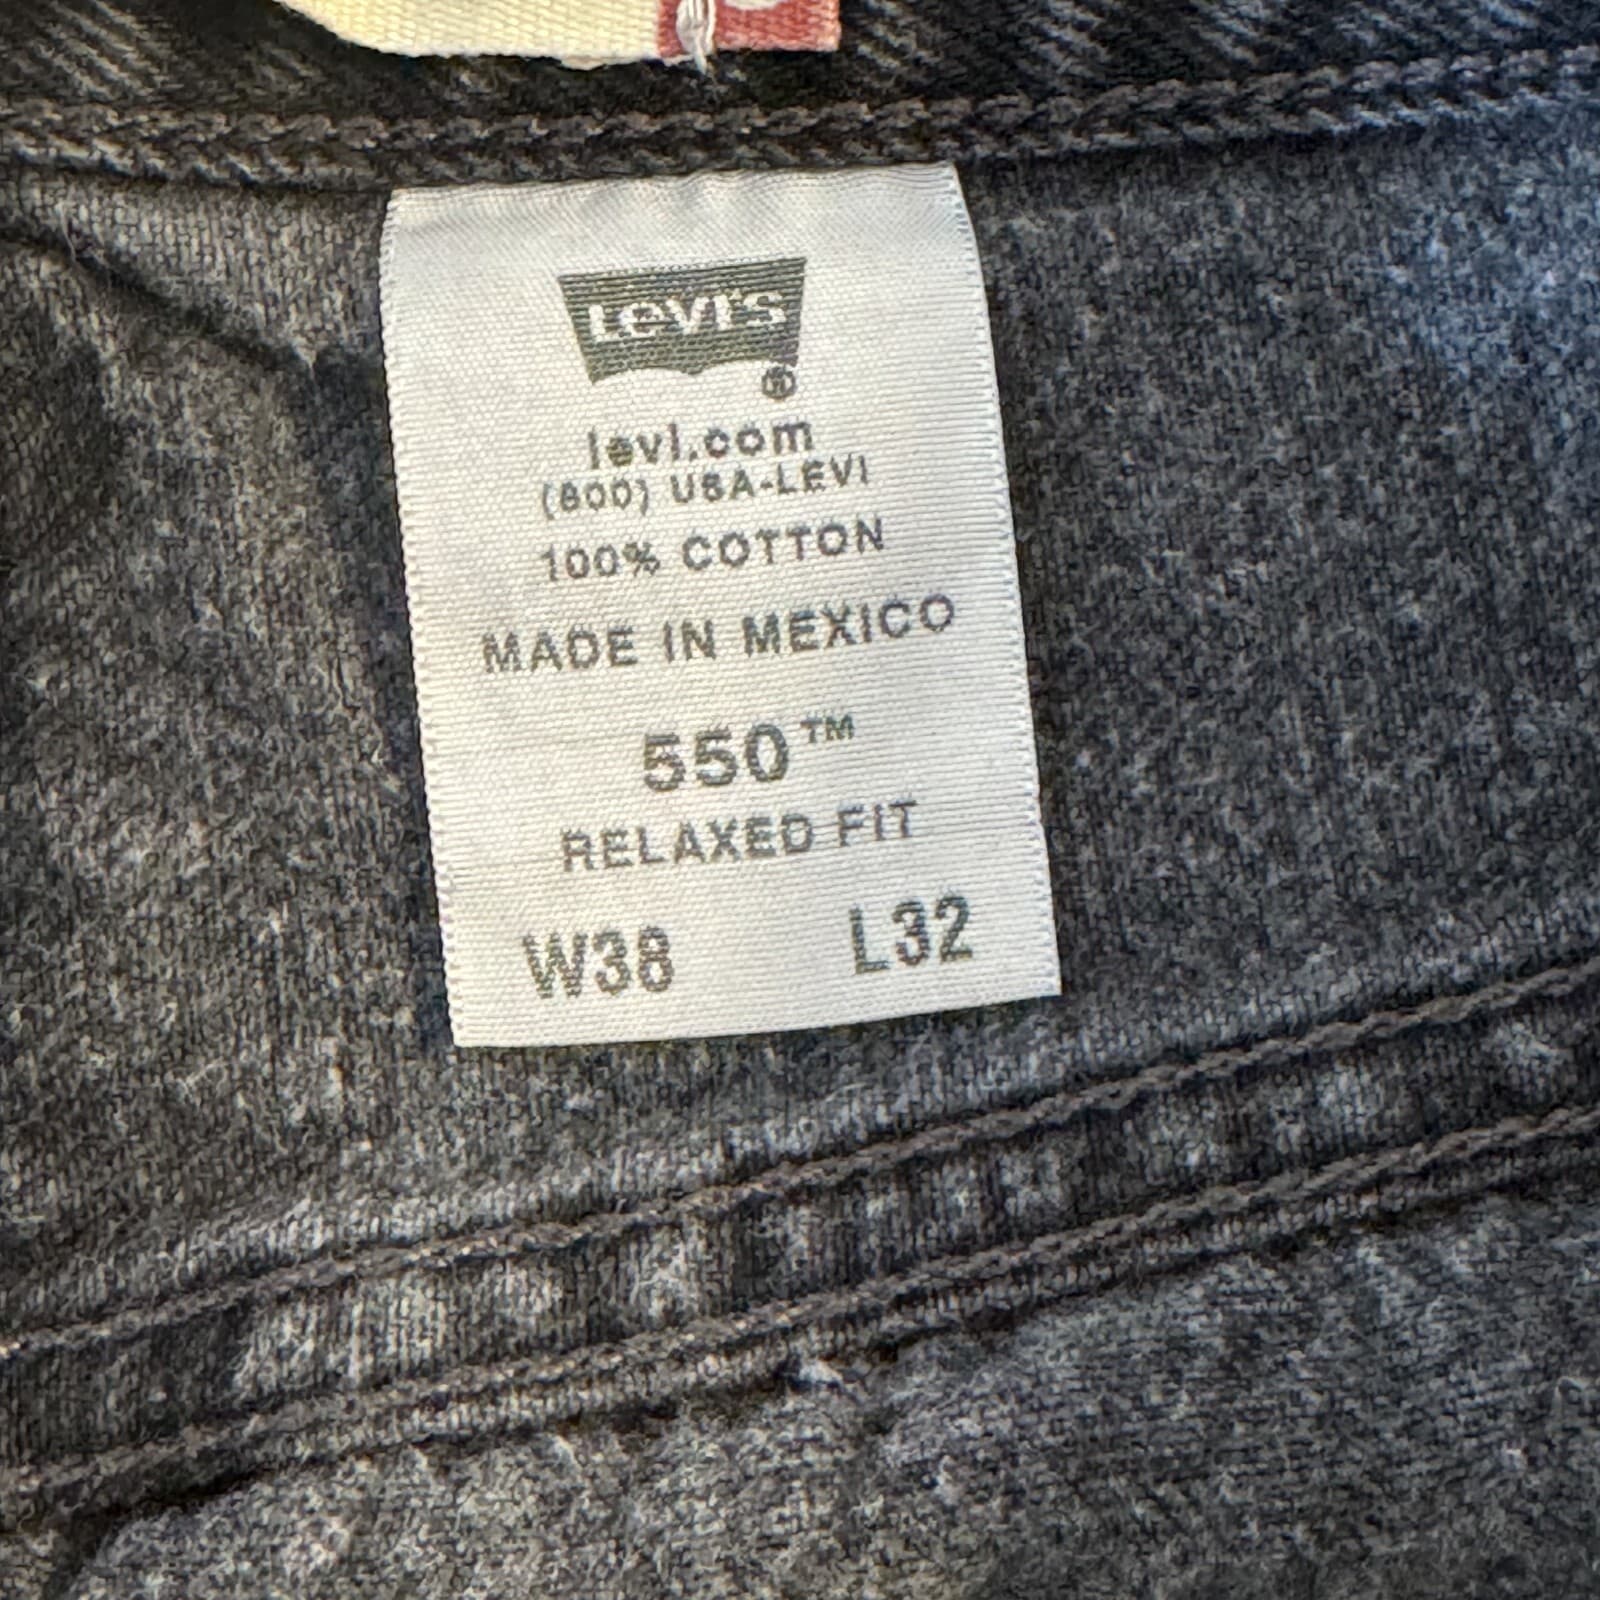 Levi's
®
levi.com
(800) USA-LEVI
100% COTTON
MADE IN MEXICO
550™
RELAXED FIT
W38 L32